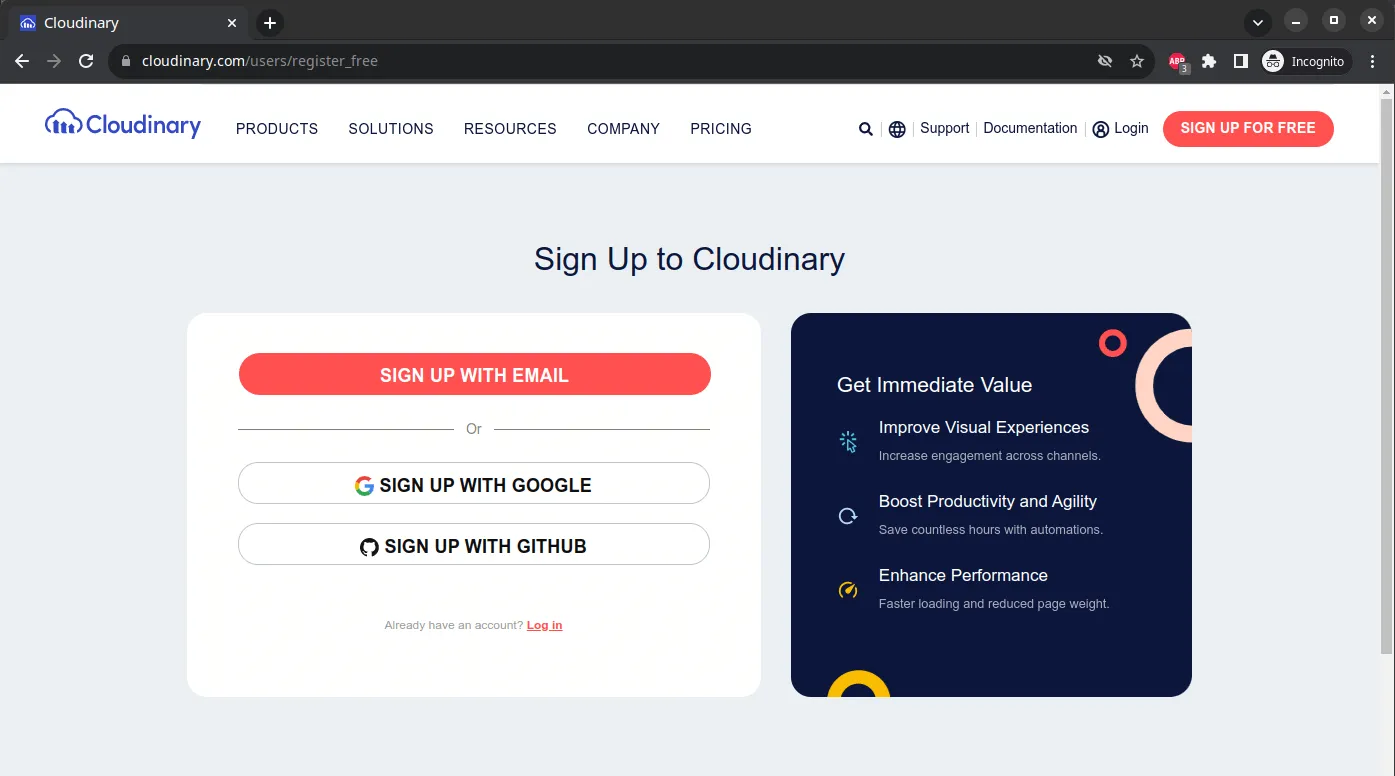 Cloudinary
cloudinary.com/users/register_free
ABP
3
Incognito
Cloudinary
PRODUCTS SOLUTIONS RESOURCES COMPANY PRICING
Support Documentation Login SIGN UP FOR FREE
Sign Up to Cloudinary
SIGN UP WITH EMAIL
Or
SIGN UP WITH GOOGLE
SIGN UP WITH GITHUB
Already have an account? Log in
Get Immediate Value
Improve Visual Experiences
Increase engagement across channels.
Boost Productivity and Agility
Save countless hours with automations.
Enhance Performance
Faster loading and reduced page weight.